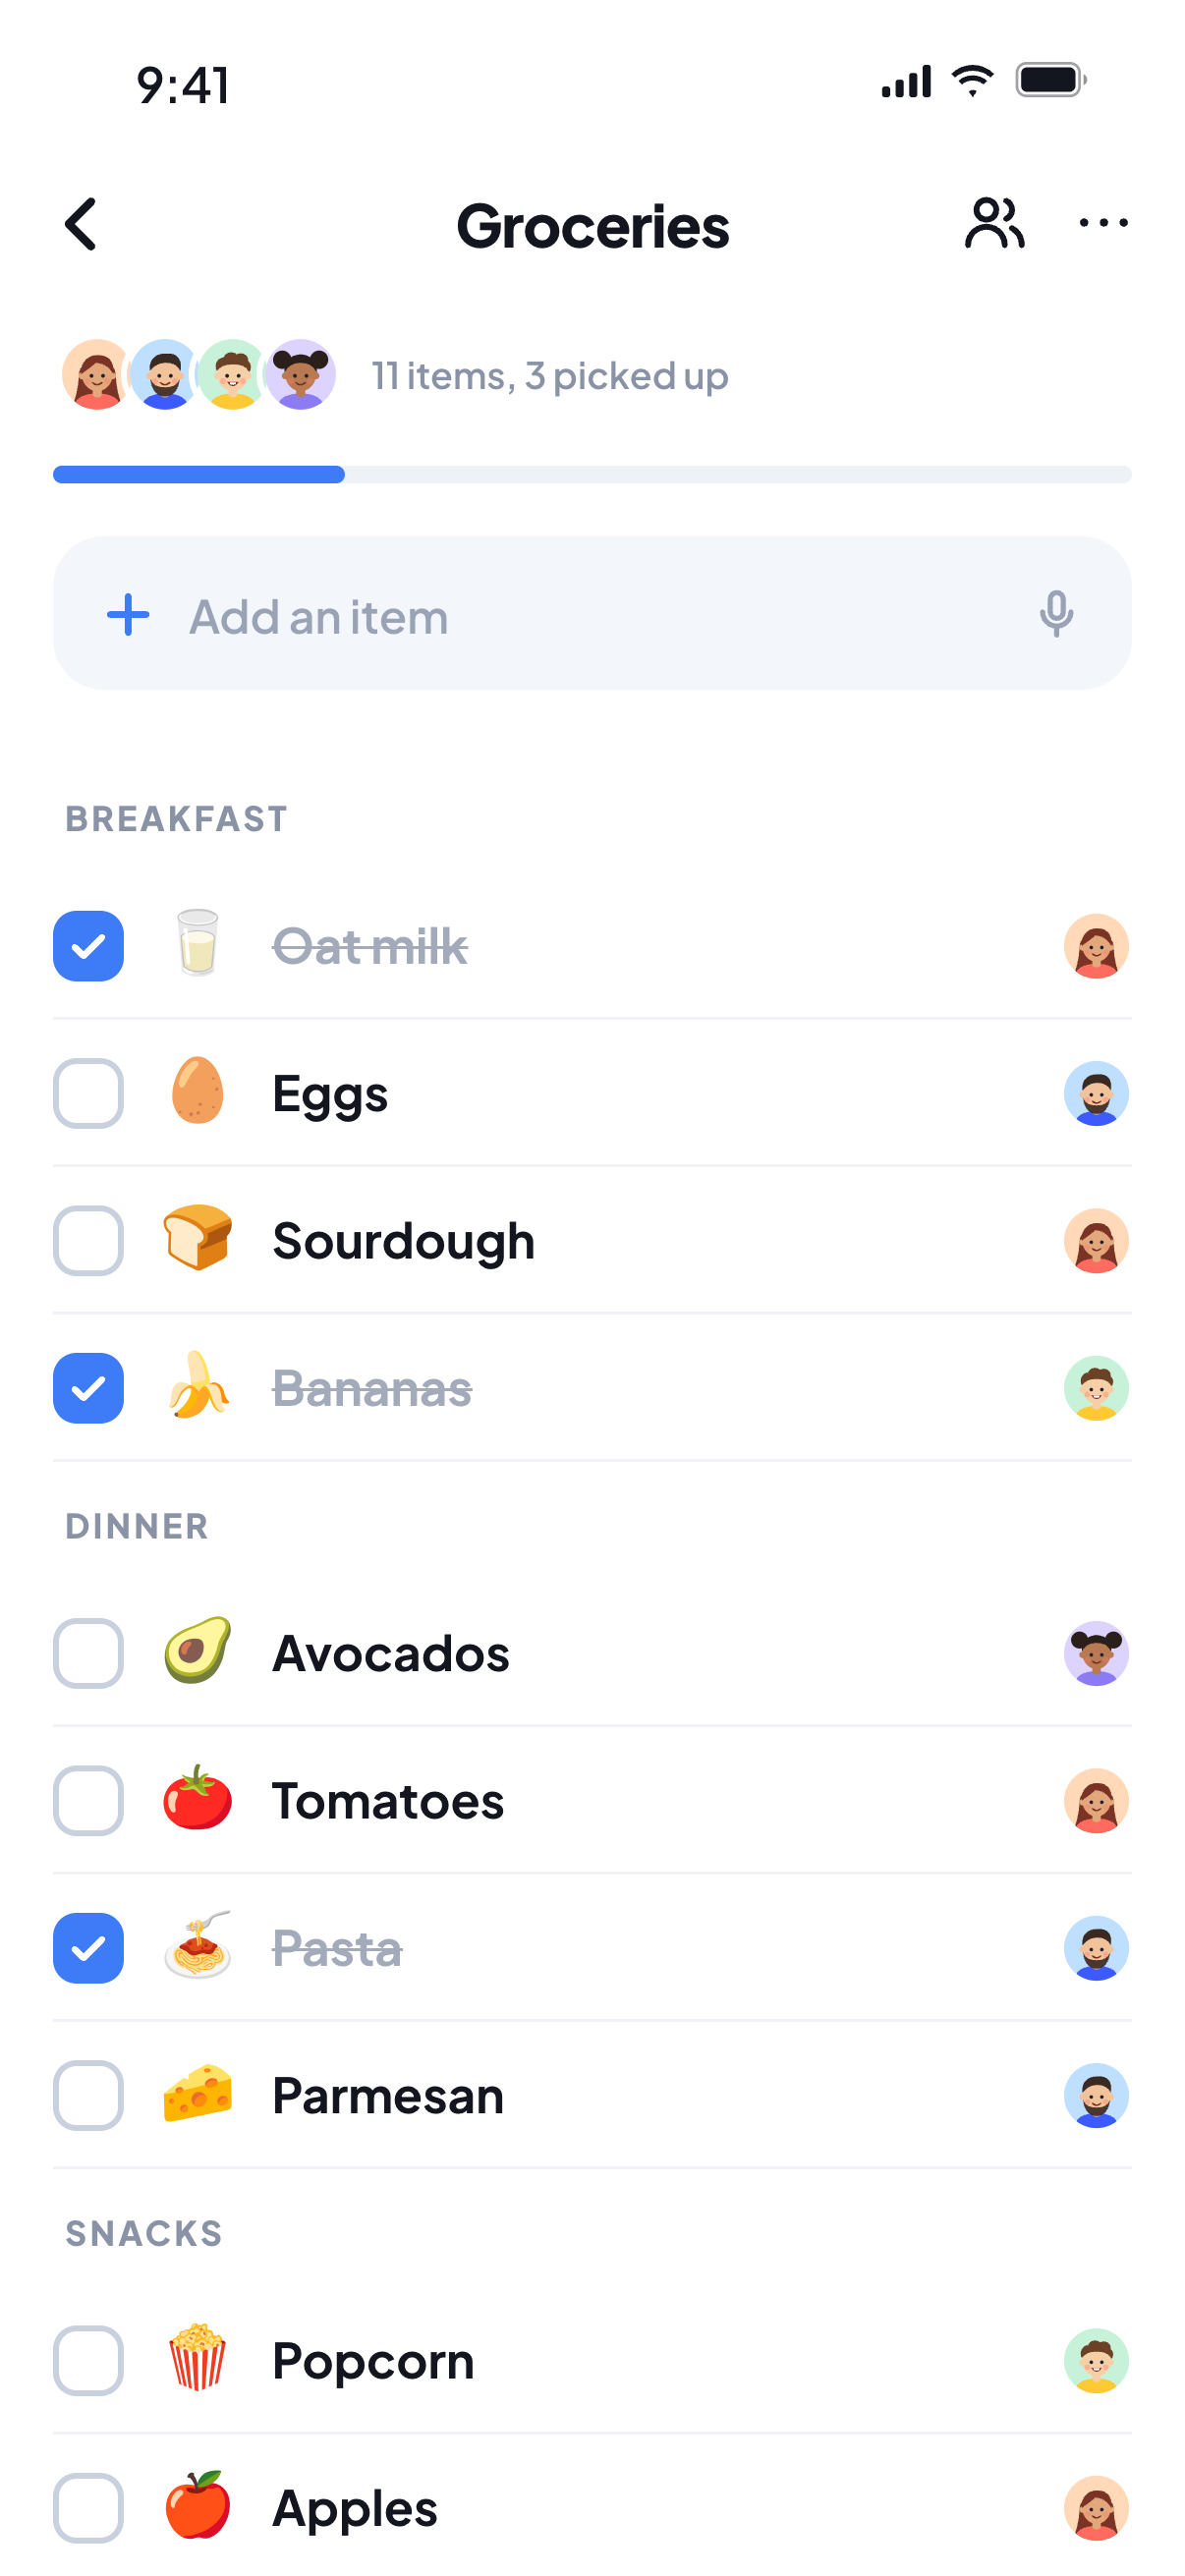 9:41
Groceries
11 items, 3 picked up
Add an item
BREAKFAST
Oat milk
Eggs
Sourdough
Bananas
DINNER
Avocados
Tomatoes
Pasta
Parmesan
SNACKS
Popcorn
Apples